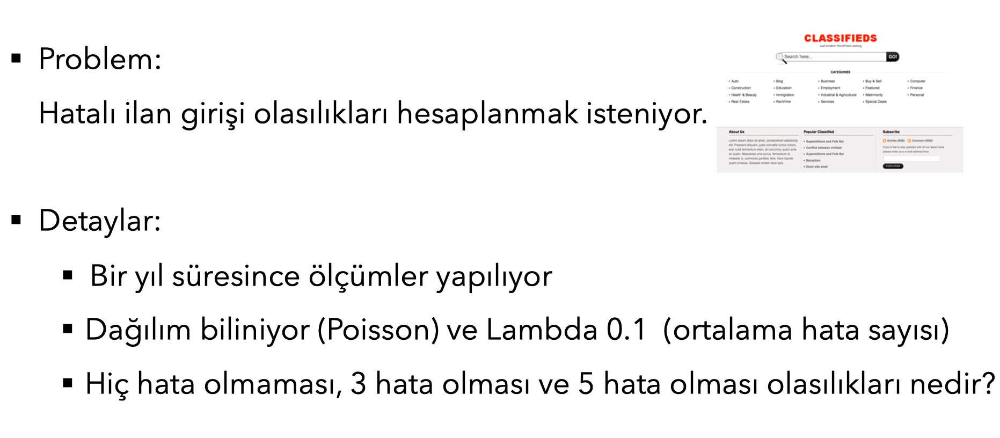 Problem:
Hatalı ilan girişi olasılıkları hesaplanmak isteniyor.
CLASSIFIEDS
Just another WordPress weblog
Search here...
GO!
CATEGORIES
• Auto • Blog • Business • Buy & Sell • Computer
• Construction • Education • Employment • Featured • Finance
• Health & Beauty • Immigration • Industrial & Agricultural • Matrimonty • Personal
• Real Estate • Rent/Hire • Services • Special Deals
About Us
Lorem ipsum dolor sit amet, consectetuer adipiscing
elit. Praesent aliquam, justo convallis luctus rutrum,
erat nulla fermentum diam, at nonummy quam ante
ac quam. Maecenas urna purus, fermentum id,
molestie in, commodo porttitor, felis. Nam blandit
quam ut lacus. Quisque ornare risus quis.
Popular Classified
• Superstitions and Folk Bel
• Conflict between civilizat
• Auperstitions and Folk Bel
• Reception
• Dolor site amet
Subscribe
Entries (RSS) Comment (RSS)
If you'd like to stay updated with all our latest news
please enter your e-mail address here
SUBSCRIBE
Detaylar:
Bir yıl süresince ölçümler yapılıyor
Dağılım biliniyor (Poisson) ve Lambda 0.1 (ortalama hata sayısı)
Hiç hata olmaması, 3 hata olması ve 5 hata olması olasılıkları nedir?